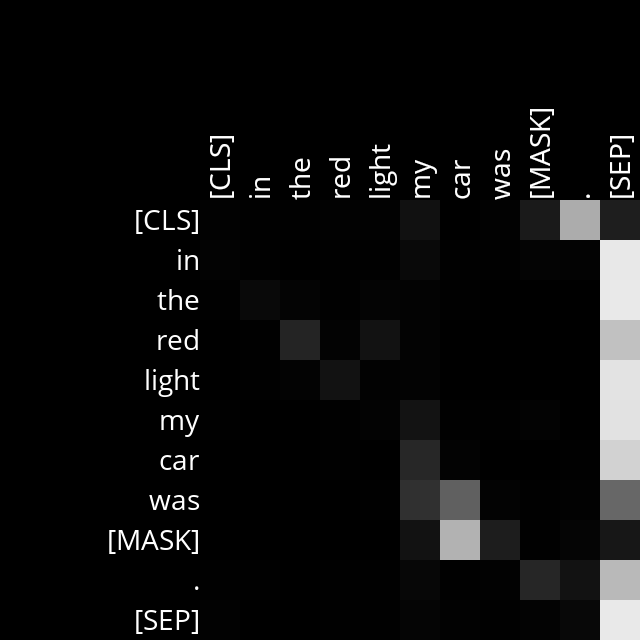 [CLS] in the red light my car was [MASK] . [SEP]
[CLS]
in
the
red
light
my
car
was
[MASK]
.
[SEP]